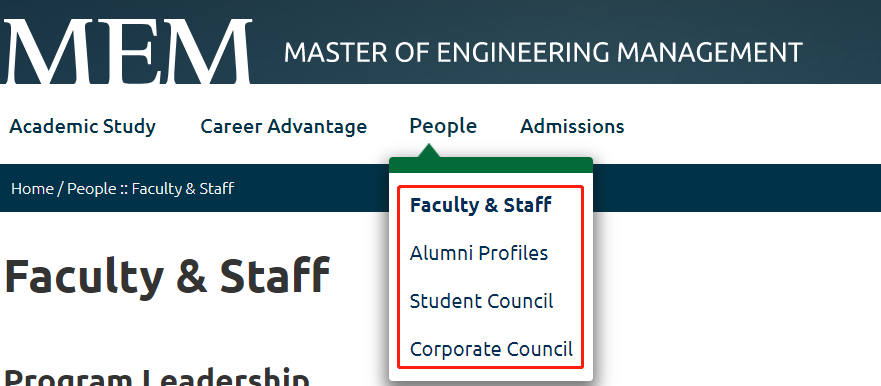 MEM MASTER OF ENGINEERING MANAGEMENT
Academic Study Career Advantage People Admissions
Home / People :: Faculty & Staff
Faculty & Staff
Alumni Profiles
Student Council
Corporate Council
Faculty & Staff
Program Leadership